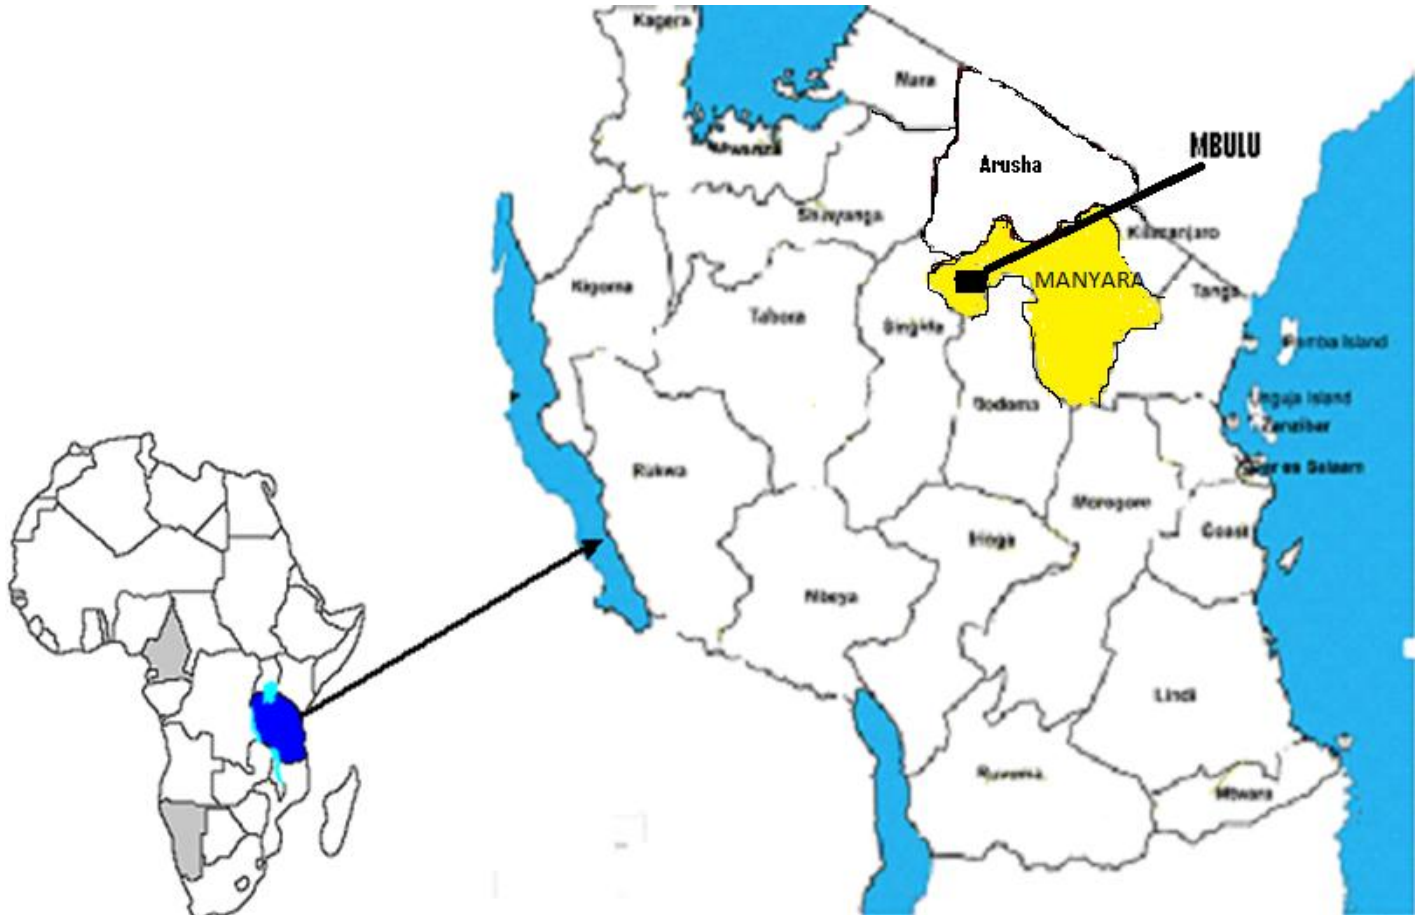 Kagera
Mara
MBULU
Mwanza
Arusha
Shinyanga
Kilimanjaro
Kigoma
MANYARA
Tanga
Tabora
Singida
Pemba Island
Unguja Island
Dodoma
Zanzibar
Dar es Salaam
Rukwa
Morogoro
Coast
Iringa
Mbeya
Lindi
Ruvuma
Mtwara